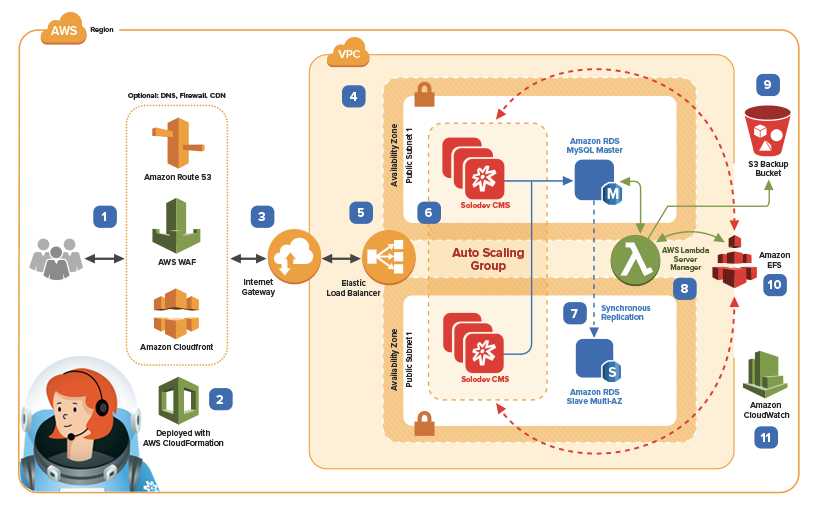 AWS
Region
VPC
Optional: DNS, Firewall. CDN
Amazon Route 53
AWS WAF
Amazon Cloudfront
1
2
Deployed with
AWS CloudFormation
3
Internet
Gateway
4
5
Elastic
Load Balancer
6
Availability Zone
Public Subnet 1
Solodev CMS
Auto Scaling
Group
Availability Zone
Public Subnet 1
Solodev CMS
Amazon RDS
MySQL Master
M
7
Synchronous
Replication
S
Amazon RDS
Slave Multi-AZ
λ
AWS Lambda
Server
Manager
8
9
S3 Backup
Bucket
Amazon
EFS
10
Amazon
CloudWatch
11